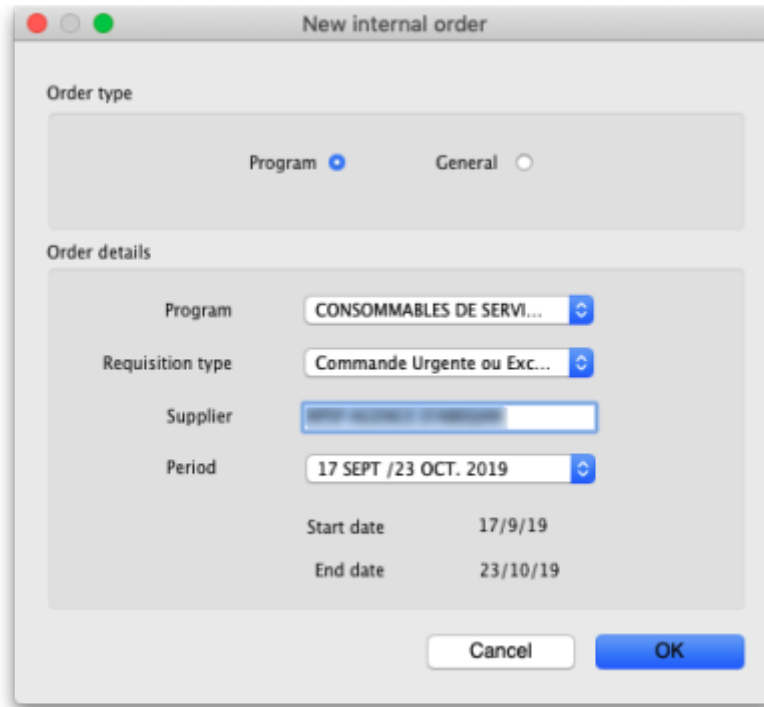 New internal order
Order type
Program General
Order details
Program CONSOMMABLES DE SERVI...
Requisition type Commande Urgente ou Exc...
Supplier
Period 17 SEPT /23 OCT. 2019
Start date 17/9/19
End date 23/10/19
Cancel OK